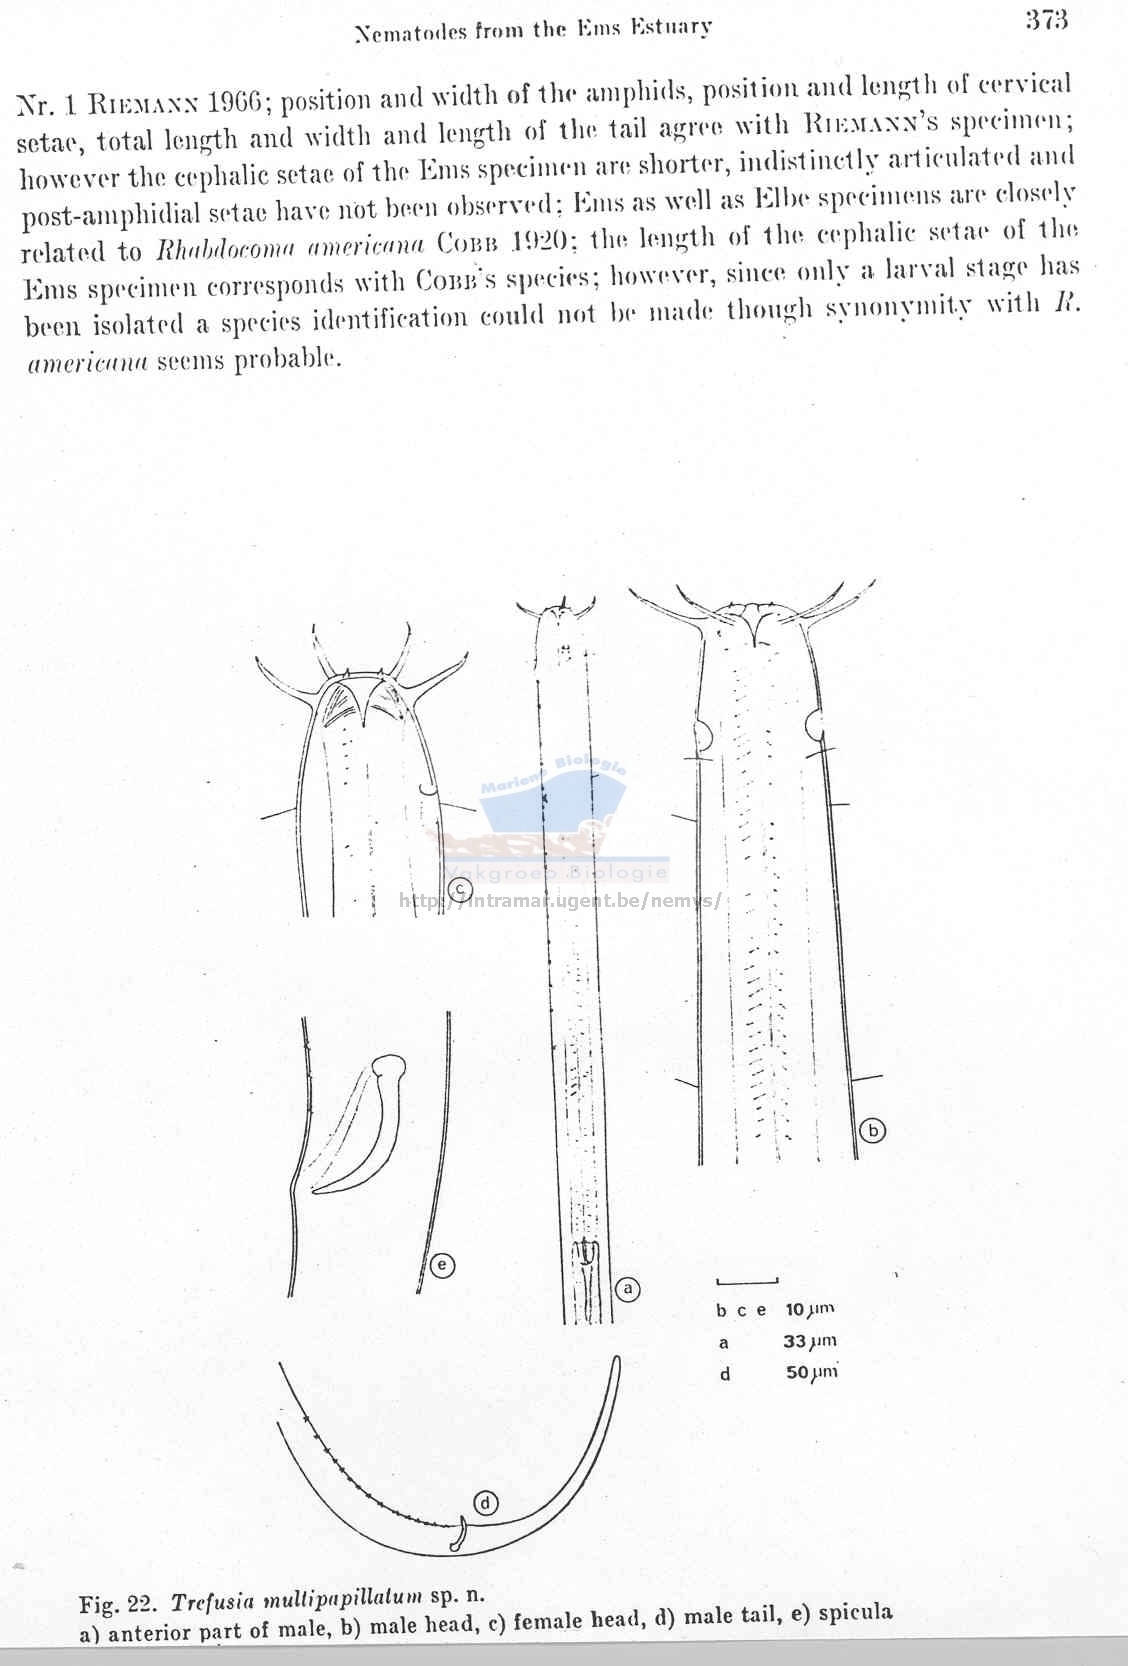 Nematodes from the Ems Estuary 373
Nr. 1 RIEMANN 1966; position and width of the amphids, position and length of cervical
setae, total length and width and length of the tail agree with RIEMANN's specimen;
however the cephalic setae of the Ems specimen are shorter, indistinctly articulated and
post-amphidial setae have not been observed; Ems as well as Elbe specimens are closely
related to Rhabdocoma americana COBB 1920; the length of the cephalic setae of the
Ems specimen corresponds with COBB's species; however, since only a larval stage has
been isolated a species identification could not be made though synonymity with R.
americana seems probable.
Mariene Biologie
Vakgroep Biologie
http://intramar.ugent.be/nemys/
c
b
e
a
b c e 10 µm
a 33 µm
d 50 µm
d
Fig. 22. Trefusia multipapillatum sp. n.
a) anterior part of male, b) male head, c) female head, d) male tail, e) spicula